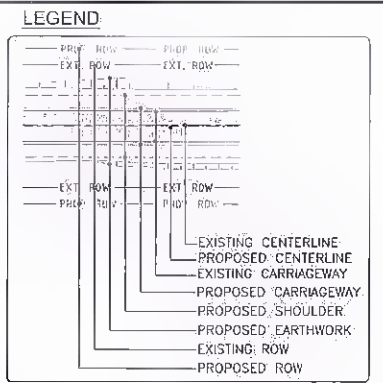 LEGEND
PROP ROW PROP ROW
EXT. ROW EXT. ROW
EXT ROW EXT ROW
PROP ROW PROP ROW
EXISTING CENTERLINE
PROPOSED CENTERLINE
EXISTING CARRIAGEWAY
PROPOSED CARRIAGEWAY
PROPOSED SHOULDER
PROPOSED EARTHWORK
EXISTING ROW
PROPOSED ROW